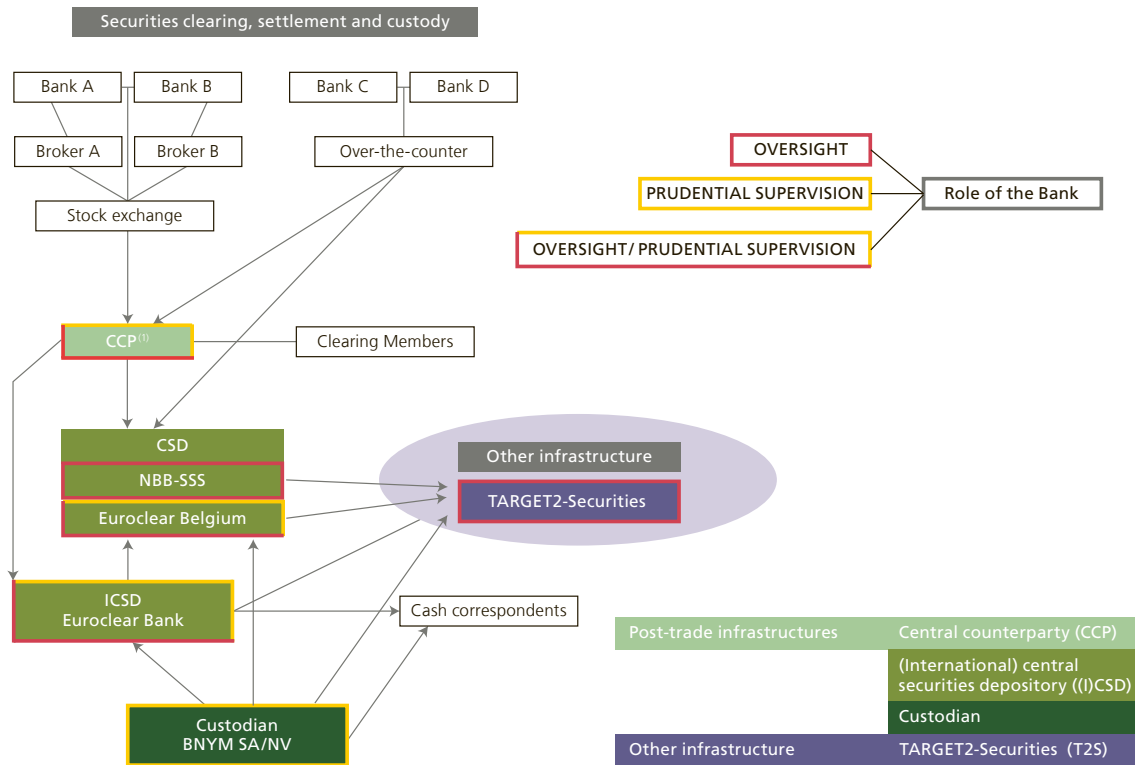 Securities clearing, settlement and custody
Bank A
Bank B
Bank C
Bank D
Broker A
Broker B
Over-the-counter
Stock exchange
OVERSIGHT
PRUDENTIAL SUPERVISION
Role of the Bank
OVERSIGHT/ PRUDENTIAL SUPERVISION
CCP(1)
Clearing Members
CSD
NBB-SSS
Euroclear Belgium
Other infrastructure
TARGET2-Securities
ICSD
Euroclear Bank
Cash correspondents
Custodian
BNYM SA/NV
Post-trade infrastructures
Central counterparty (CCP)
(International) central
securities depository ((I)CSD)
Custodian
Other infrastructure
TARGET2-Securities (T2S)